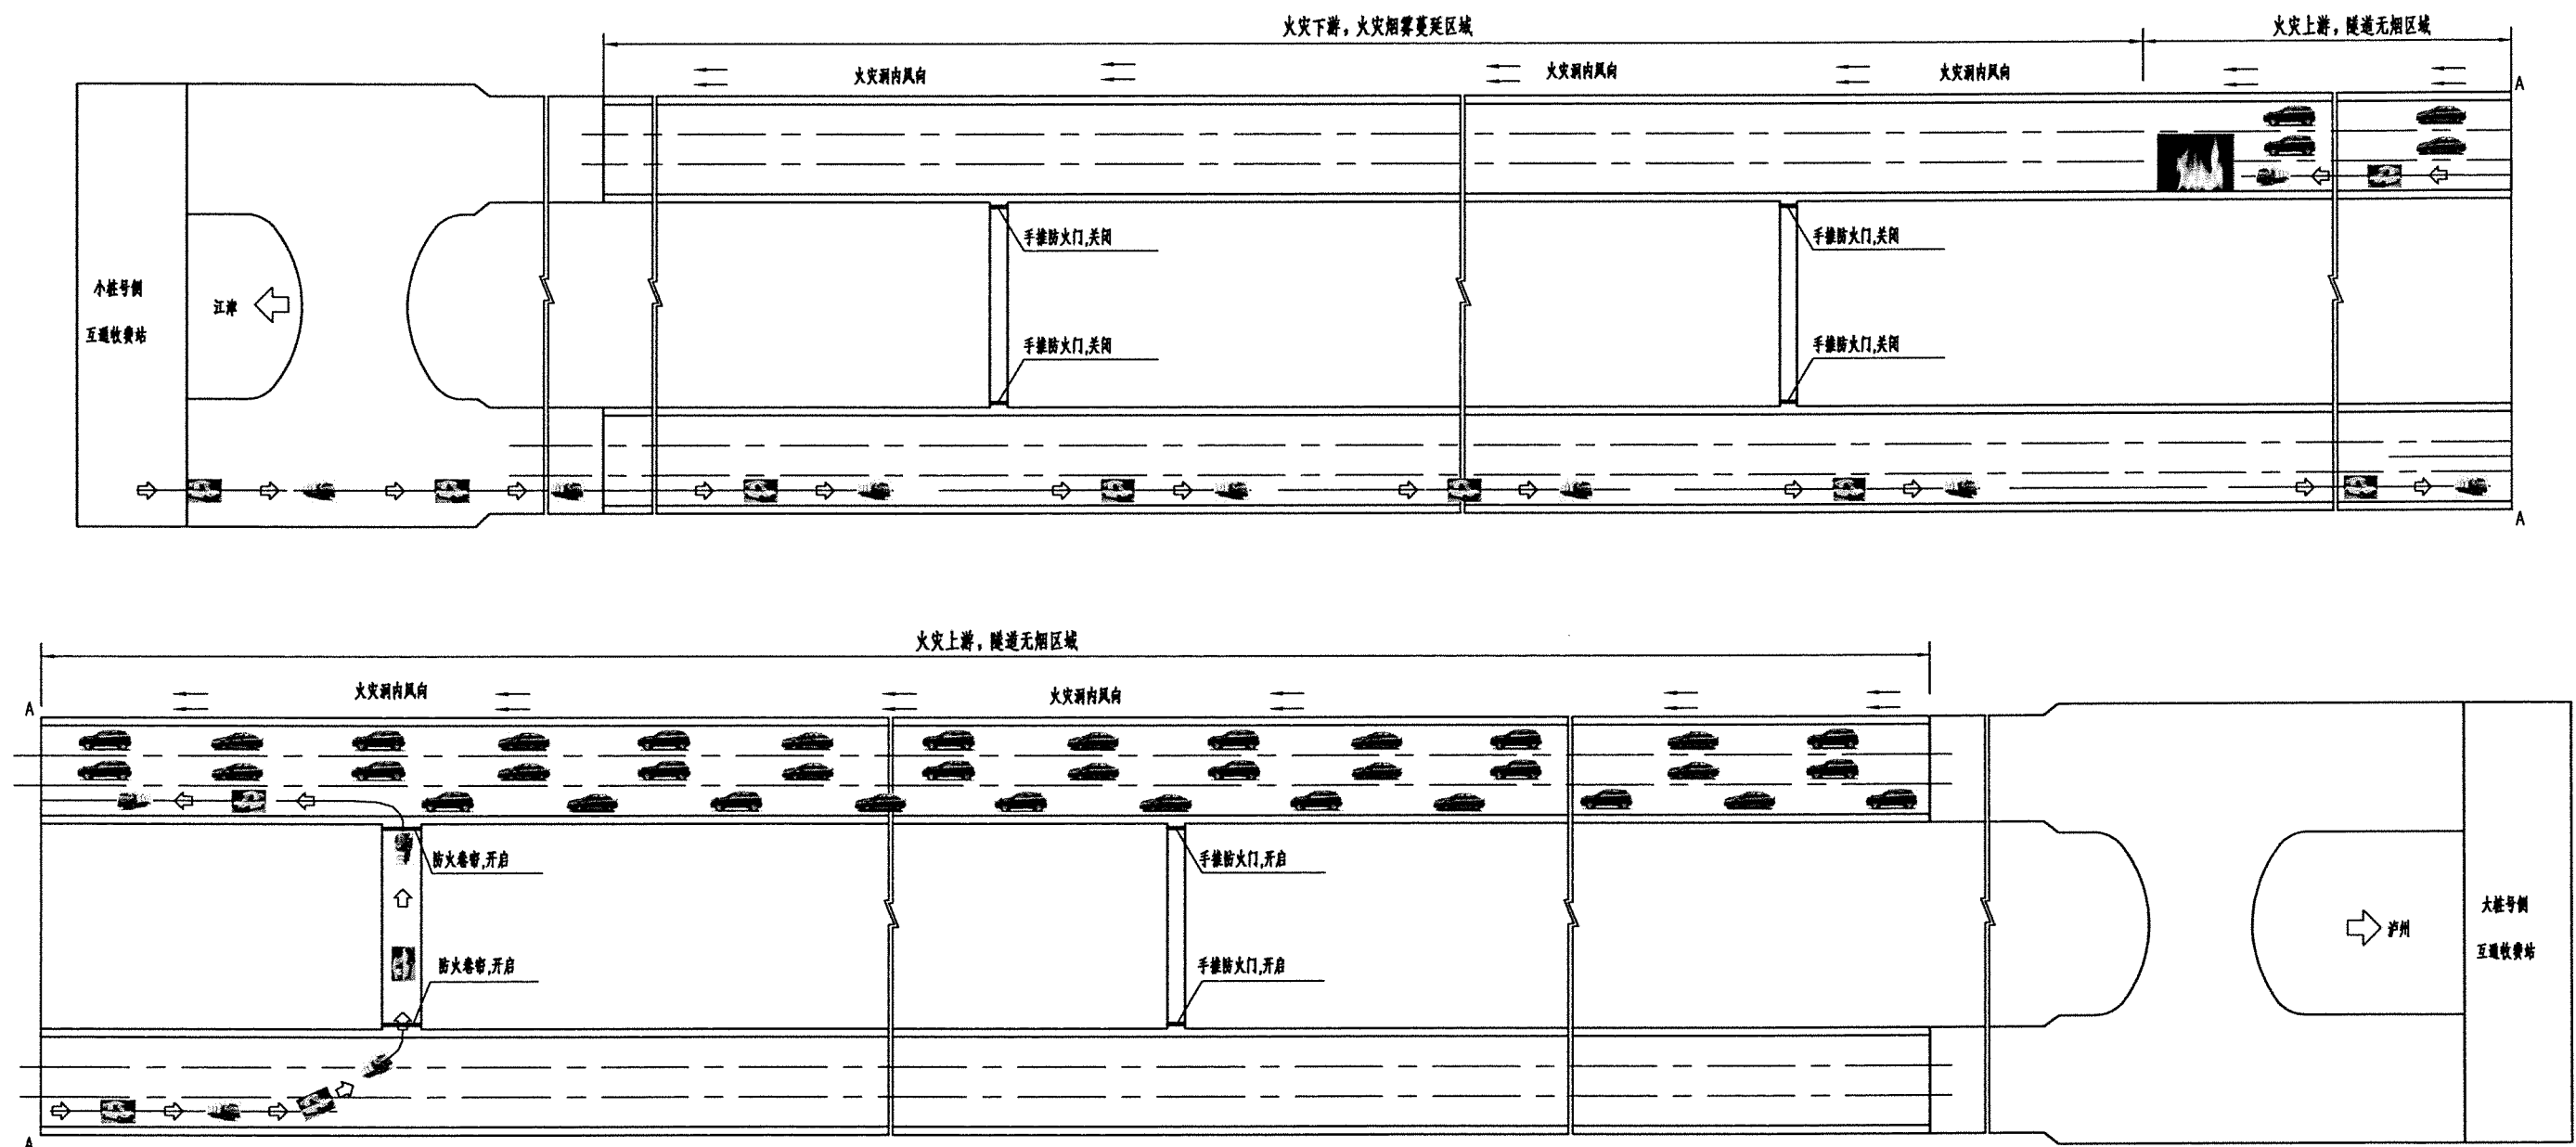 火灾下游，火灾烟雾蔓延区域
火灾上游，隧道无烟区域
火灾洞内风向
火灾洞内风向
火灾洞内风向
A
手推防火门,关闭
手推防火门,关闭
小桩号侧
互通收费站
江津
手推防火门,关闭
手推防火门,关闭
A
火灾上游，隧道无烟区域
火灾洞内风向
火灾洞内风向
A
防火卷帘,开启
手推防火门,开启
大桩号侧
互通收费站
泸州
防火卷帘,开启
手推防火门,开启
A